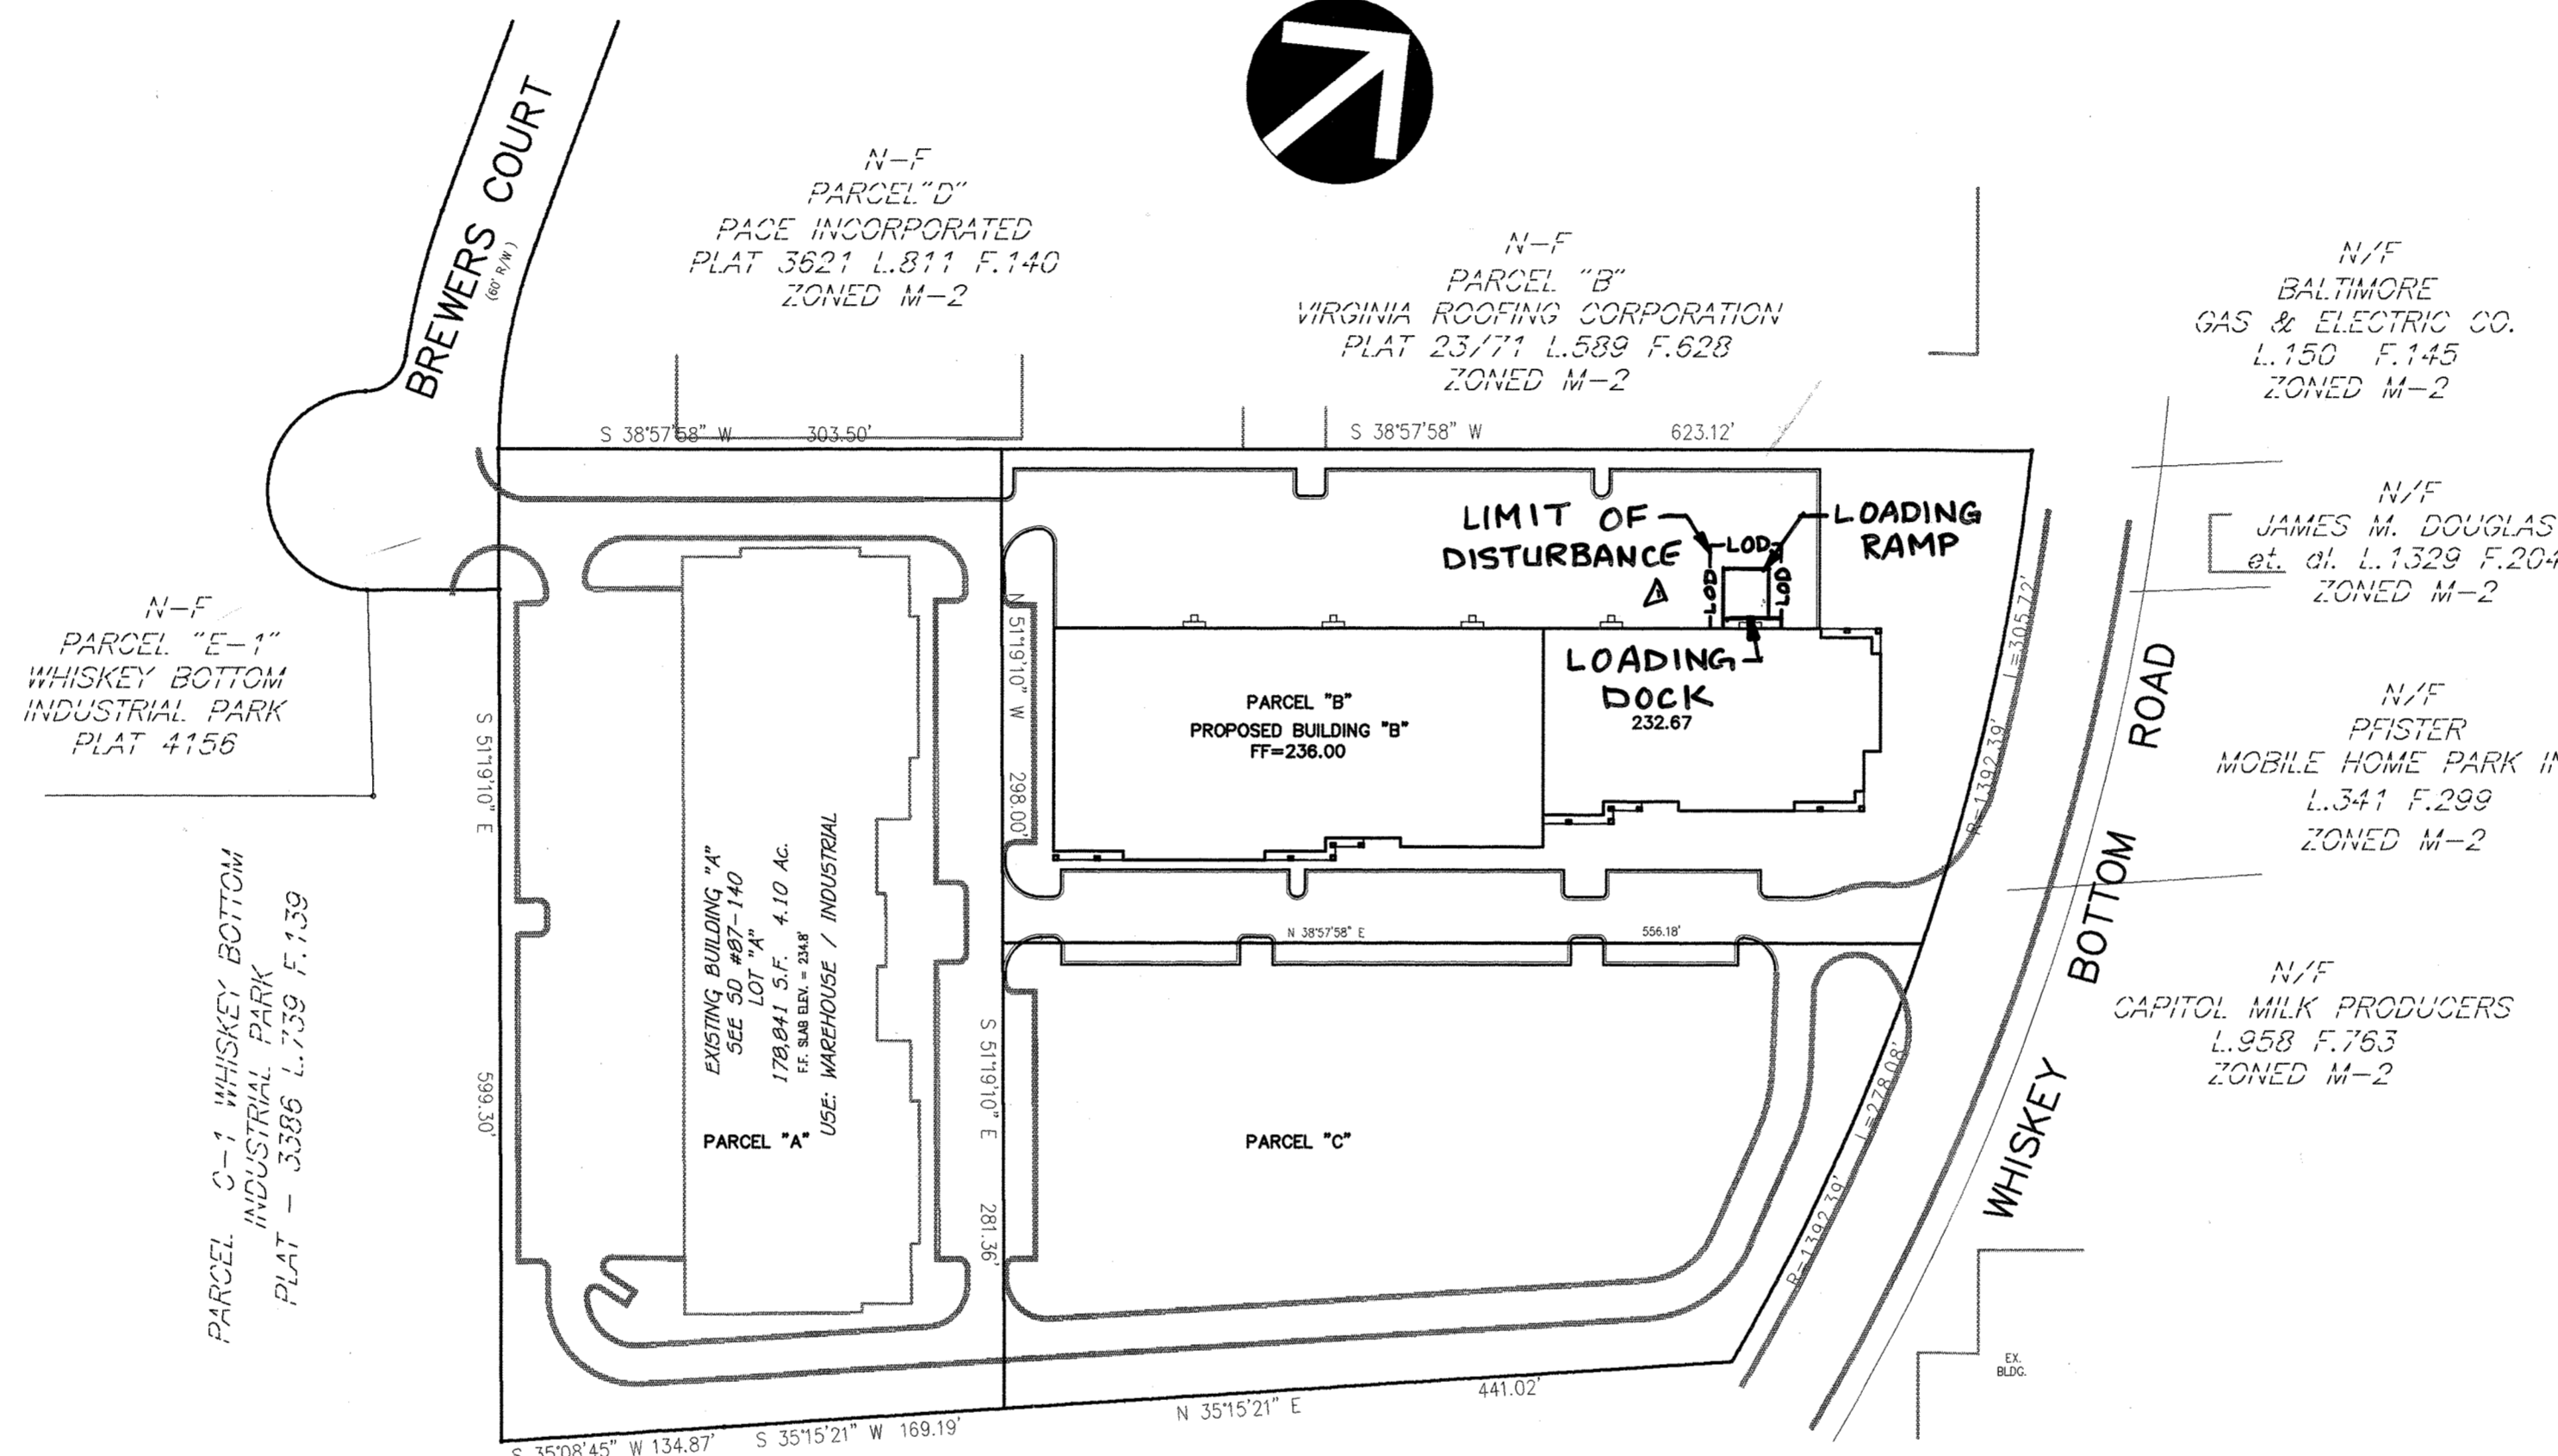 BREWERS COURT
(60' R/W)
N-F
PARCEL "D"
PACE INCORPORATED
PLAT 3621 L.811 F.140
ZONED M-2
N-F
PARCEL "B"
VIRGINIA ROOFING CORPORATION
PLAT 23/71 L.589 F.628
ZONED M-2
N/F
BALTIMORE
GAS & ELECTRIC CO.
L.150 F.145
ZONED M-2
S 38°57'58" W 303.50'
S 38°57'58" W 623.12'
N/F
JAMES M. DOUGLAS
et. al. L.1329 F.204
ZONED M-2
LIMIT OF
DISTURBANCE
LOD
LOD
LOD
LOADING
RAMP
LOADING
DOCK
232.67
N-F
PARCEL "E-1"
WHISKEY BOTTOM
INDUSTRIAL PARK
PLAT 4156
S 51°19'10" E
599.30'
N 51°19'10" W 298.00'
PARCEL "B"
PROPOSED BUILDING "B"
FF=236.00
R=1392.39' L=305.72'
N/F
PFISTER
MOBILE HOME PARK IN
L.341 F.299
ZONED M-2
WHISKEY BOTTOM ROAD
PARCEL C-1 WHISKEY BOTTOM
INDUSTRIAL PARK
PLAT - 3386 L.739 F.139
EXISTING BUILDING "A"
SEE SD #87-140
LOT "A"
178,841 S.F. 4.10 Ac.
F.F. SLAB ELEV. = 234.8'
USE: WAREHOUSE / INDUSTRIAL
PARCEL "A"
N 38°57'58" E 556.18'
S 51°19'10" E 281.36'
PARCEL "C"
R=1392.39' L=278.08'
N/F
CAPITOL MILK PRODUCERS
L.958 F.763
ZONED M-2
EX.
BLDG.
S 35°08'45" W 134.87'
S 35°15'21" W 169.19'
N 35°15'21" E 441.02'